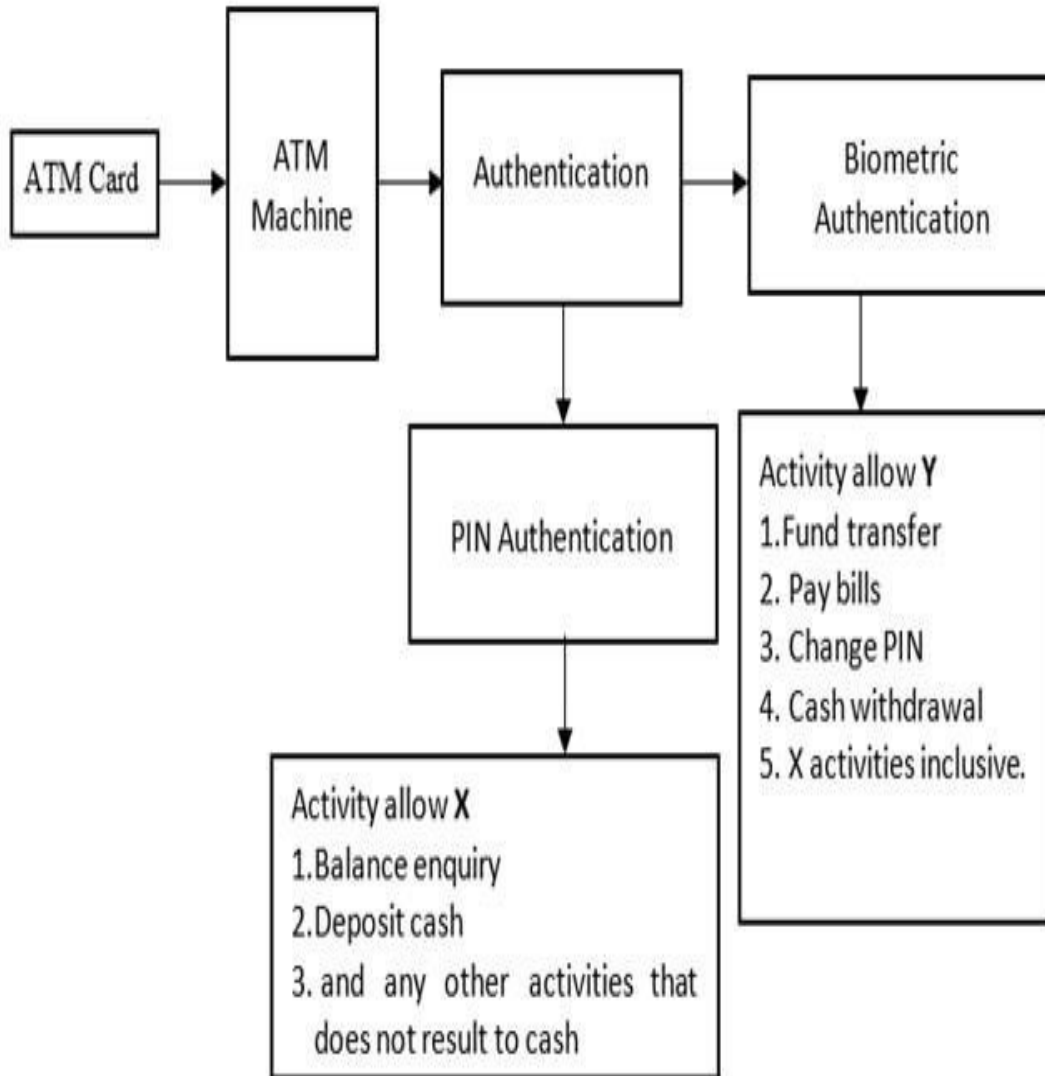 ATM Card
ATM
Machine
Authentication
Biometric
Authentication
PIN Authentication
Activity allow Y
1.Fund transfer
2. Pay bills
3. Change PIN
4. Cash withdrawal
5. X activities inclusive.
Activity allow X
1.Balance enquiry
2.Deposit cash
3. and any other activities that
does not result to cash